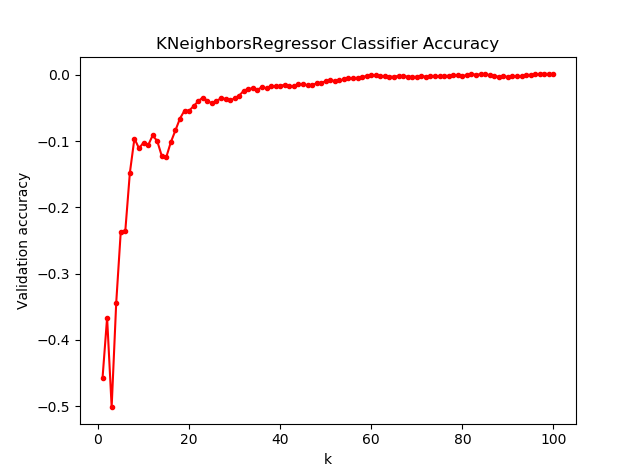 KNeighborsRegressor Classifier Accuracy
0.0
−0.1
−0.2
−0.3
−0.4
−0.5
Validation accuracy
0 20 40 60 80 100
k